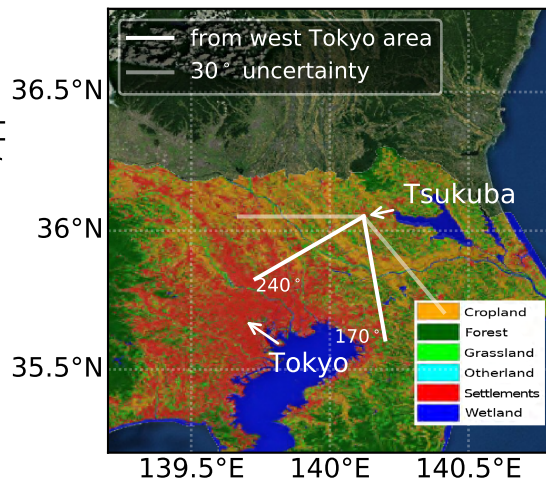 from west Tokyo area
30° uncertainty
36.5°N
36°N
35.5°N
Tsukuba
240°
170°
Tokyo
Cropland
Forest
Grassland
Otherland
Settlements
Wetland
139.5°E
140°E
140.5°E